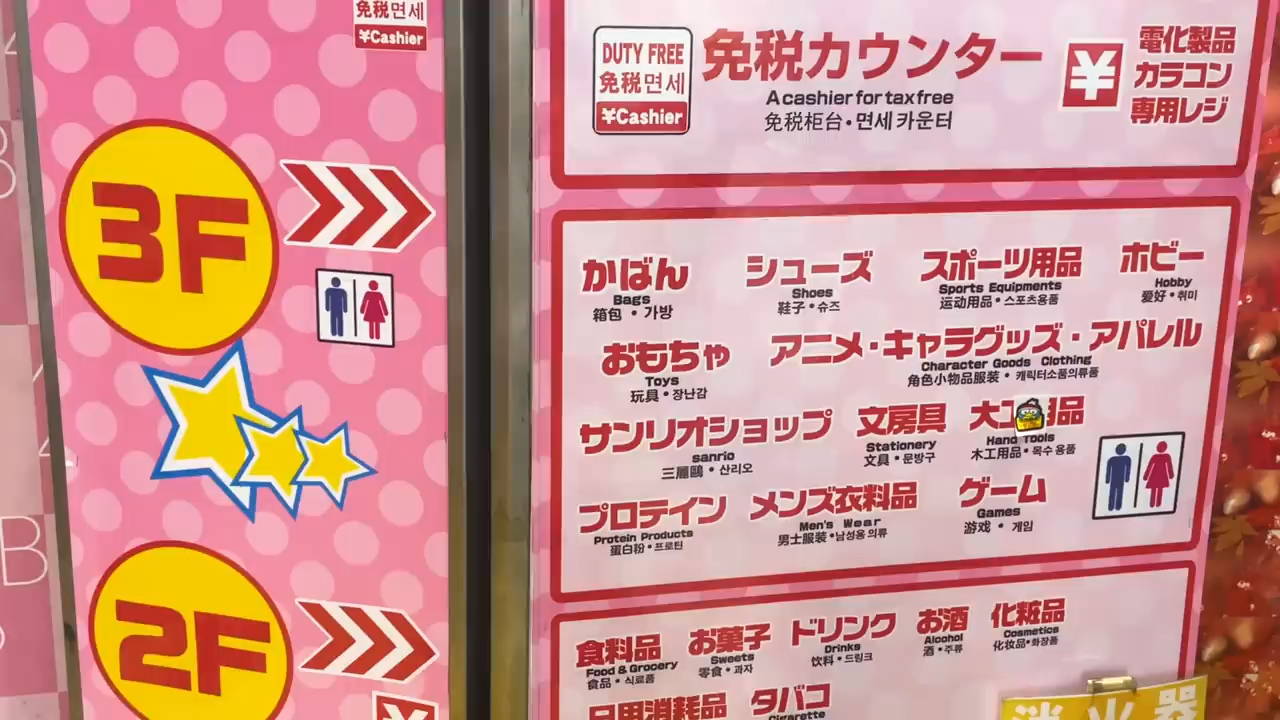 免税면세
¥Cashier
3F
2F
DUTY FREE
免税면세
¥Cashier
免税カウンター
A cashier for tax free
免税柜台・면세 카운터
¥
電化製品
カラコン
専用レジ
かばん
Bags
箱包・가방
シューズ
Shoes
鞋子・슈즈
スポーツ用品
Sports Equipments
运动用品・스포츠용품
ホビー
Hobby
爱好・취미
おもちゃ
Toys
玩具・장난감
アニメ・キャラグッズ・アパレル
Character Goods Clothing
角色小物品服装・캐릭터소품의류품
サンリオショップ
sanrio
三麗鷗・산리오
文房具
Stationery
文具・문방구
大工用品
Hand Tools
木工用品・목수 용품
プロテイン
Protein Products
蛋白粉・프로틴
メンズ衣料品
Men's Wear
男士服装・남성용 의류
ゲーム
Games
游戏・게임
食料品
Food & Grocery
食品・식료품
お菓子
Sweets
零食・과자
ドリンク
Drinks
饮料・드링크
お酒
Alcohol
酒・주류
化粧品
Cosmetics
化妆品・화장품
日用消耗品
タバコ
Cigarette
消火器